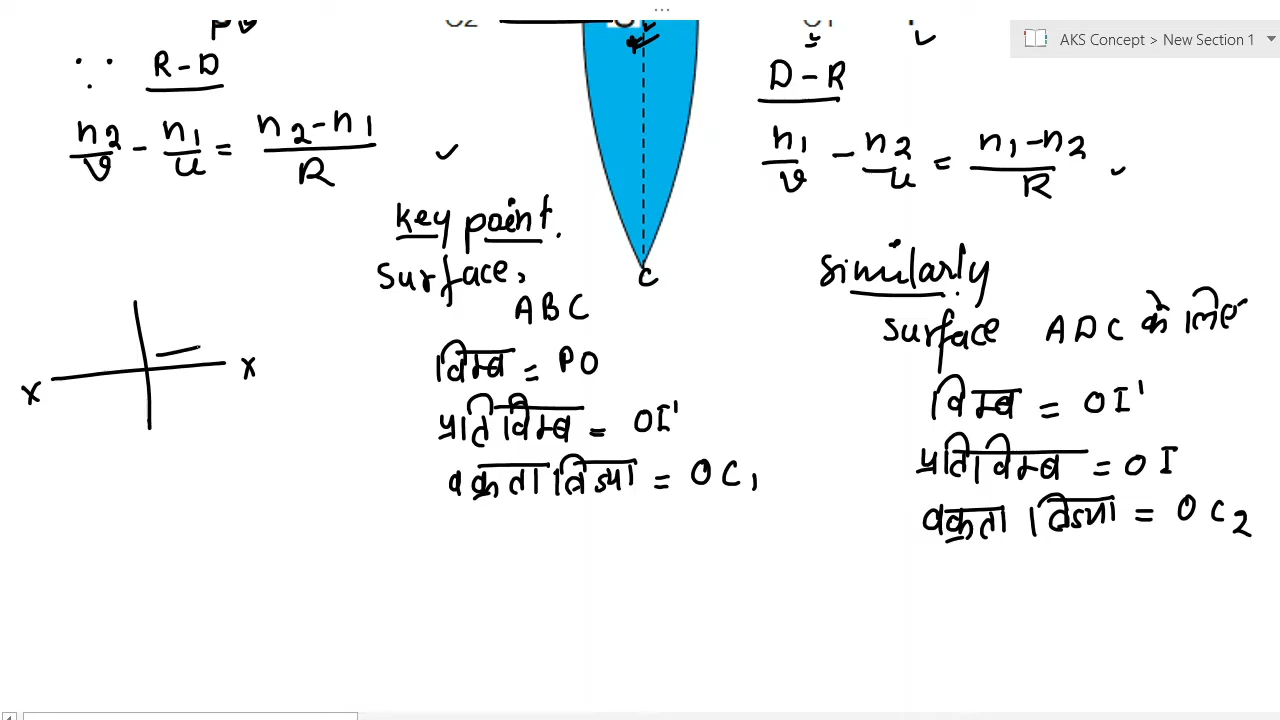 AKS Concept > New Section 1
R-D
n2/v - n1/u = n2-n1/R
D-R
n1/v - n2/u = n1-n2/R
Key point.
surface,
ABC
बिम्ब = PO
प्रतिबिम्ब = OI'
वक्रता त्रिज्या = OC1
C
Similarly
surface ADC के लिए
बिम्ब = OI'
प्रतिबिम्ब = OI
वक्रता त्रिज्या = OC2
X X